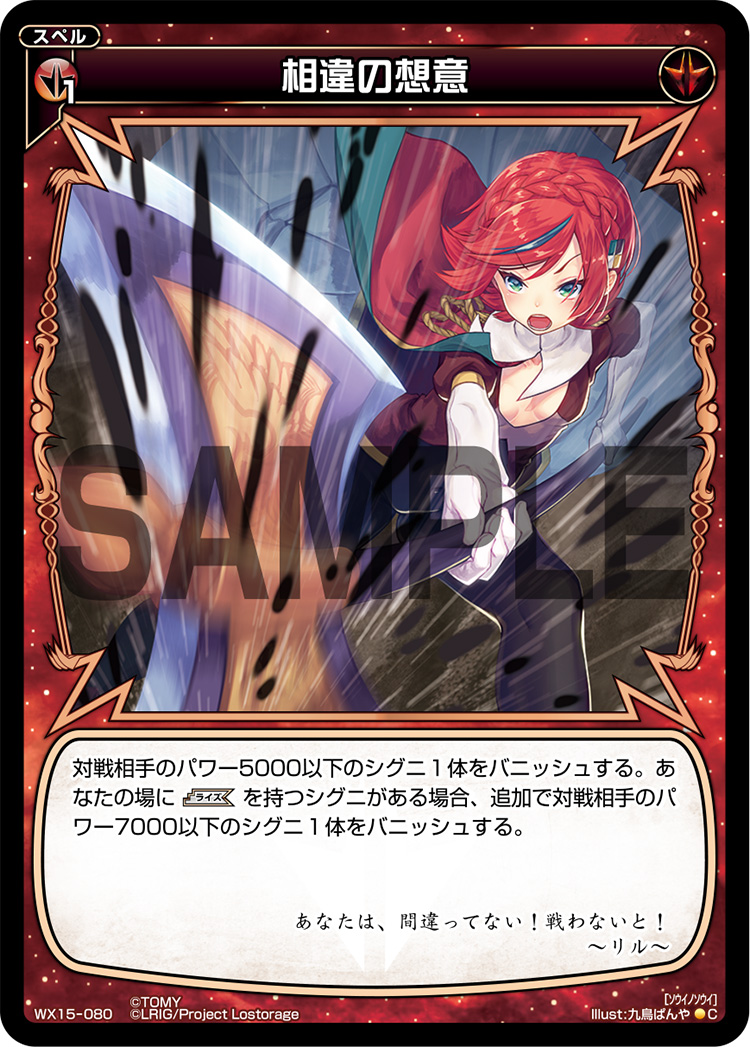 スペル
1
相違の想意
SAMPLE
対戦相手のパワー5000以下のシグニ1体をバニッシュする。あ
なたの場に ライズ を持つシグニがある場合、追加で対戦相手のパ
ワー7000以下のシグニ1体をバニッシュする。
あなたは、間違ってない!戦わないと!
〜リル〜
WX15-080
©TOMY
©LRIG/Project Lostorage
[ソウイノソウイ]
Illust:九鳥ぱんや C